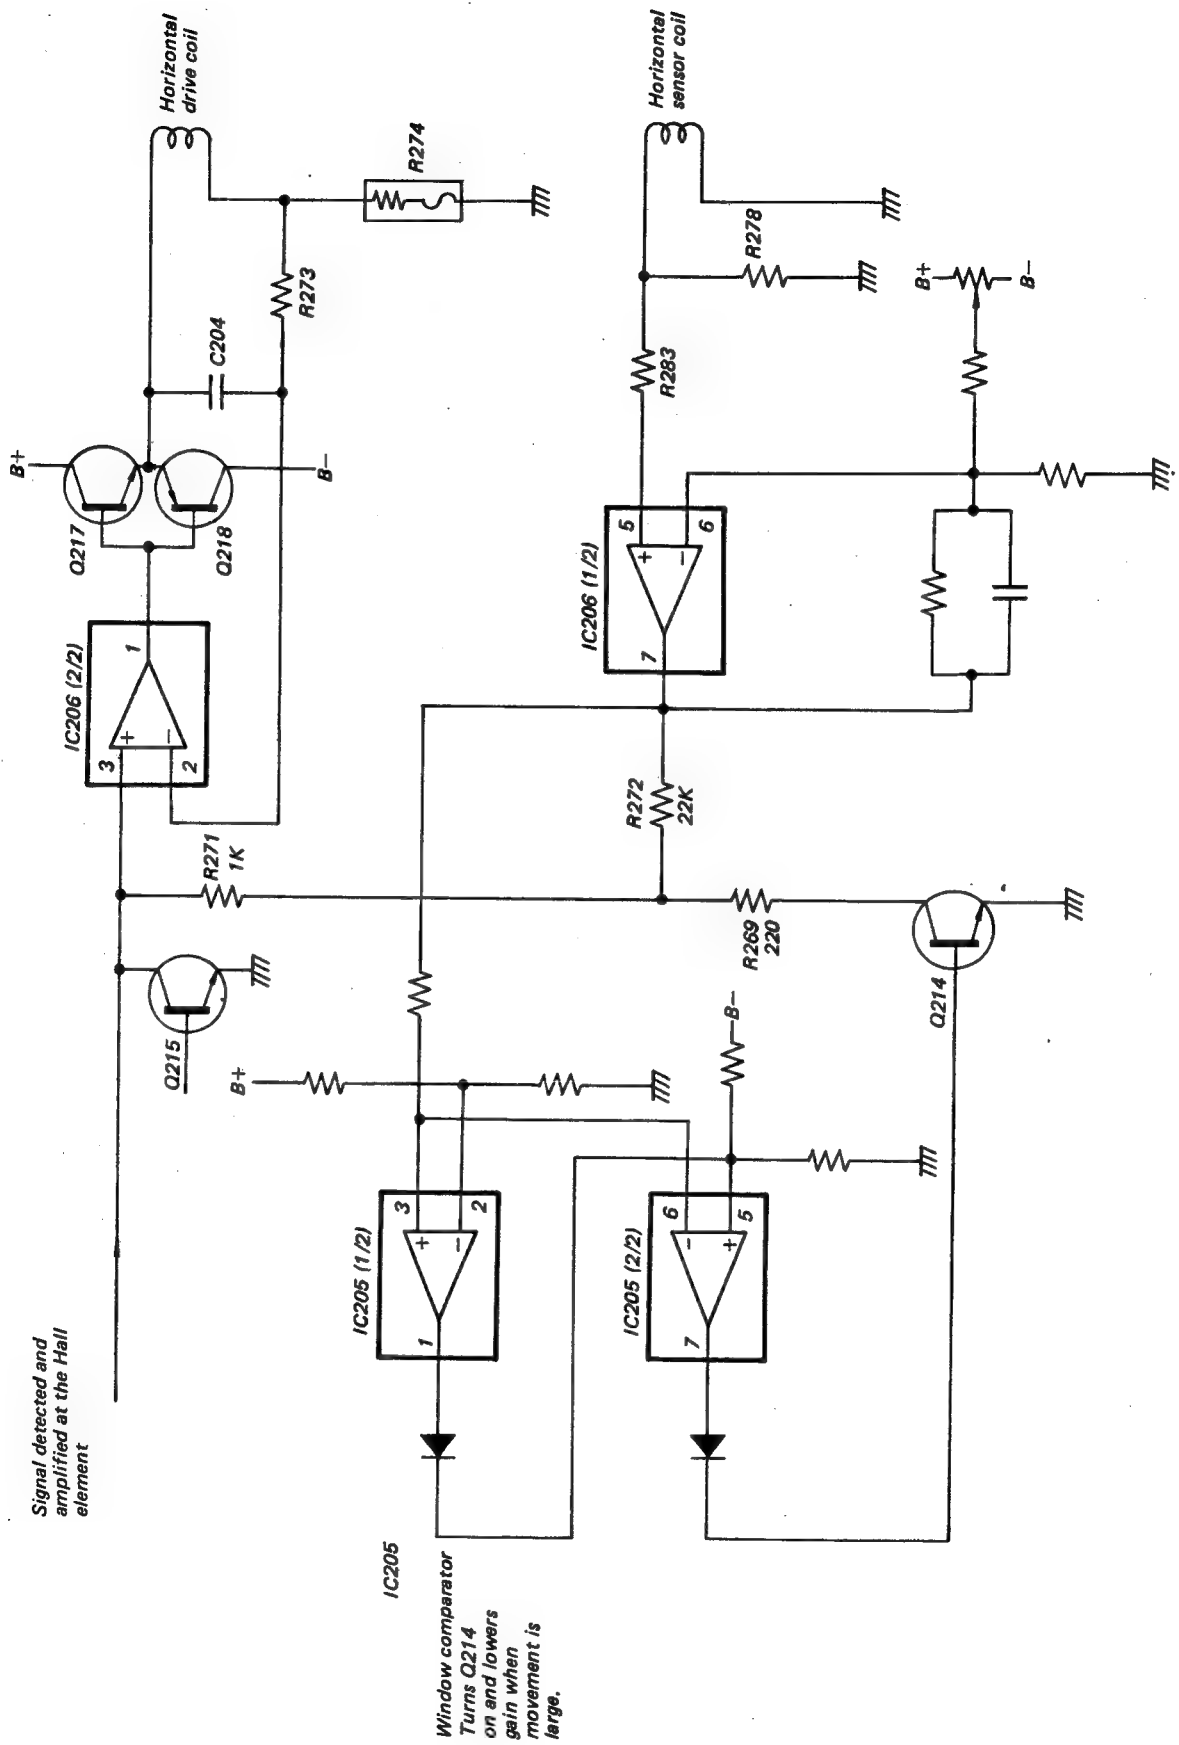 Signal detected and
amplified at the Hall
element
Q215
R271
1K
3
2
+
−
1
IC206 (2/2)
Q217
Q218
B+
B−
C204
R273
R274
Horizontal
drive coil
B+
3
2
+
−
1
IC205 (1/2)
6
5
−
+
7
IC205 (2/2)
B−
R269
220
Q214
R272
22K
7
+
−
5
6
IC206 (1/2)
R283
R278
B+
B−
Horizontal
sensor coil
IC205
Window comparator
Turns Q214
on and lowers
gain when
movement is
large.